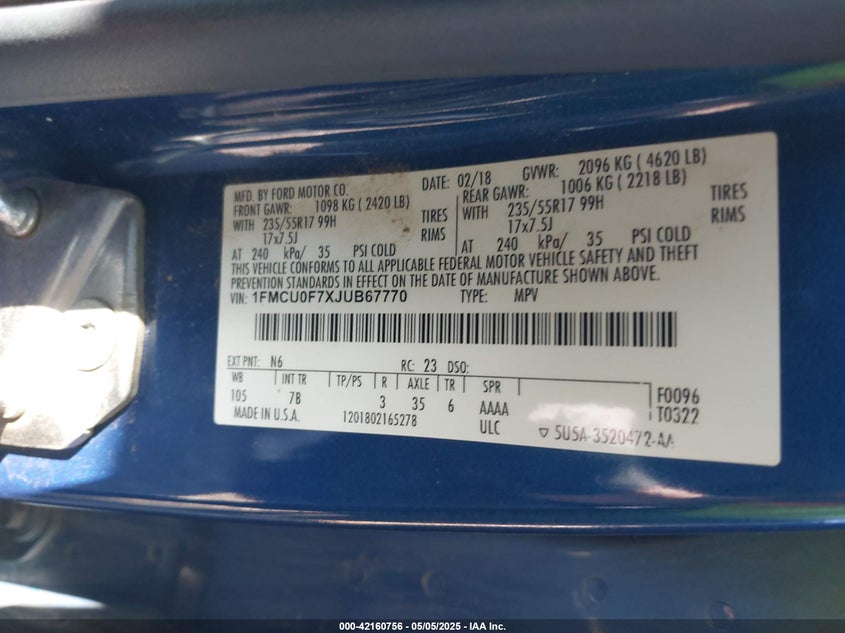 MFD. BY FORD MOTOR CO. DATE: 02/18 GVWR: 2096 KG ( 4620 LB)
FRONT GAWR: 1098 KG ( 2420 LB) REAR GAWR: 1006 KG ( 2218 LB)
WITH 235/55R17 99H TIRES WITH 235/55R17 99H TIRES
17x7.5J RIMS 17x7.5J RIMS
AT 240 kPa/ 35 PSI COLD AT 240 kPa/ 35 PSI COLD
THIS VEHICLE CONFORMS TO ALL APPLICABLE FEDERAL MOTOR VEHICLE SAFETY AND THEFT
PREVENTION STANDARDS IN EFFECT ON THE DATE OF MANUFACTURE SHOWN ABOVE.
VIN: 1FMCU0F7XJUB67770 TYPE: MPV
EXT PNT: N6 RC: 23 DSO:
WB INT TR TP/PS R AXLE TR SPR F0096
105 7B 3 35 6 AAAA T0322
MADE IN U.S.A. 1201802165278 ULC ▽ 5U5A-3520472-AA
000-42160756 - 05/05/2025 - IAA Inc.